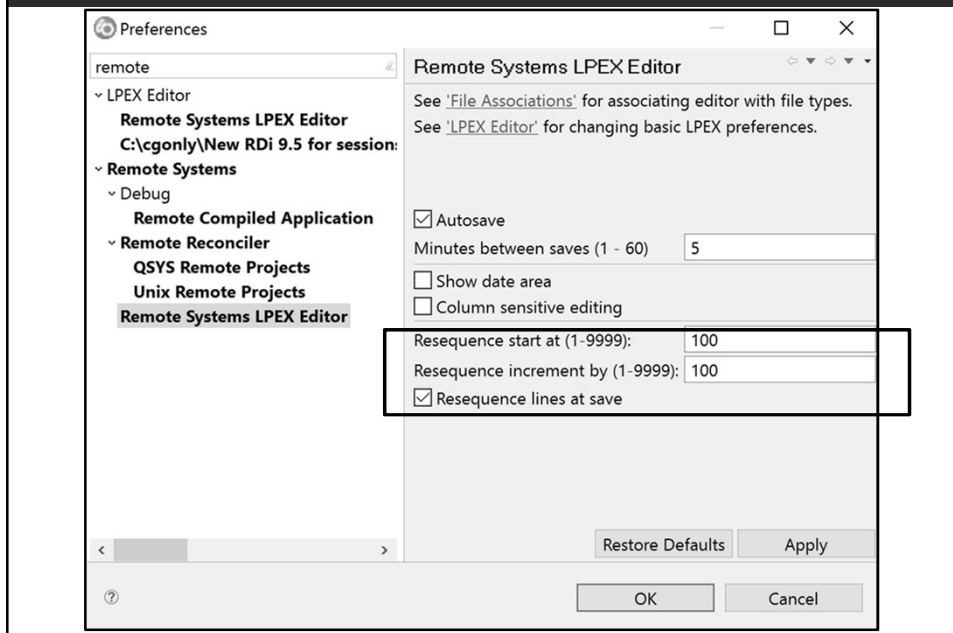 Preferences
remote
LPEX Editor
Remote Systems LPEX Editor
C:\cgonly\New RDi 9.5 for session
Remote Systems
Debug
Remote Compiled Application
Remote Reconciler
QSYS Remote Projects
Unix Remote Projects
Remote Systems LPEX Editor
Remote Systems LPEX Editor
See 'File Associations' for associating editor with file types.
See 'LPEX Editor' for changing basic LPEX preferences.
Autosave
Minutes between saves (1 - 60) 5
Show date area
Column sensitive editing
Resequence start at (1-9999): 100
Resequence increment by (1-9999): 100
Resequence lines at save
Restore Defaults Apply
OK Cancel